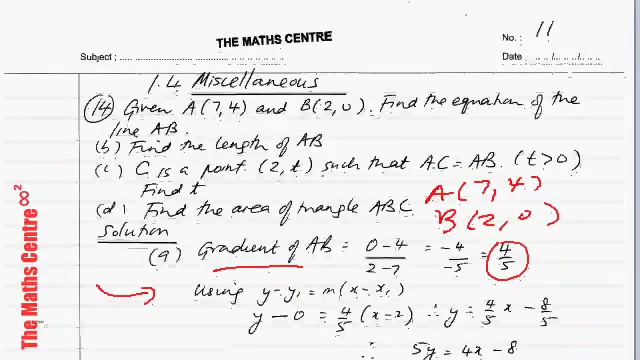 THE MATHS CENTRE
No.: 11
Subject:
Date / /
1.4 Miscellaneous
(14) Given A(7,4) and B(2,0). Find the equation of the
line AB.
(b) Find the length of AB
(c) C is a point (2,t) such that AC = AB. (t>0)
Find t
A(7,4)
(d) Find the area of triangle ABC
B(2,0)
Solution
(a) Gradient of AB = 0-4/2-7 = -4/-5 = 4/5
Using y-y₁ = m(x-x₁)
y-0 = 4/5 (x-2) ∴ y = 4/5 x - 8/5
∴ 5y = 4x - 8
The Maths Centre ∞²